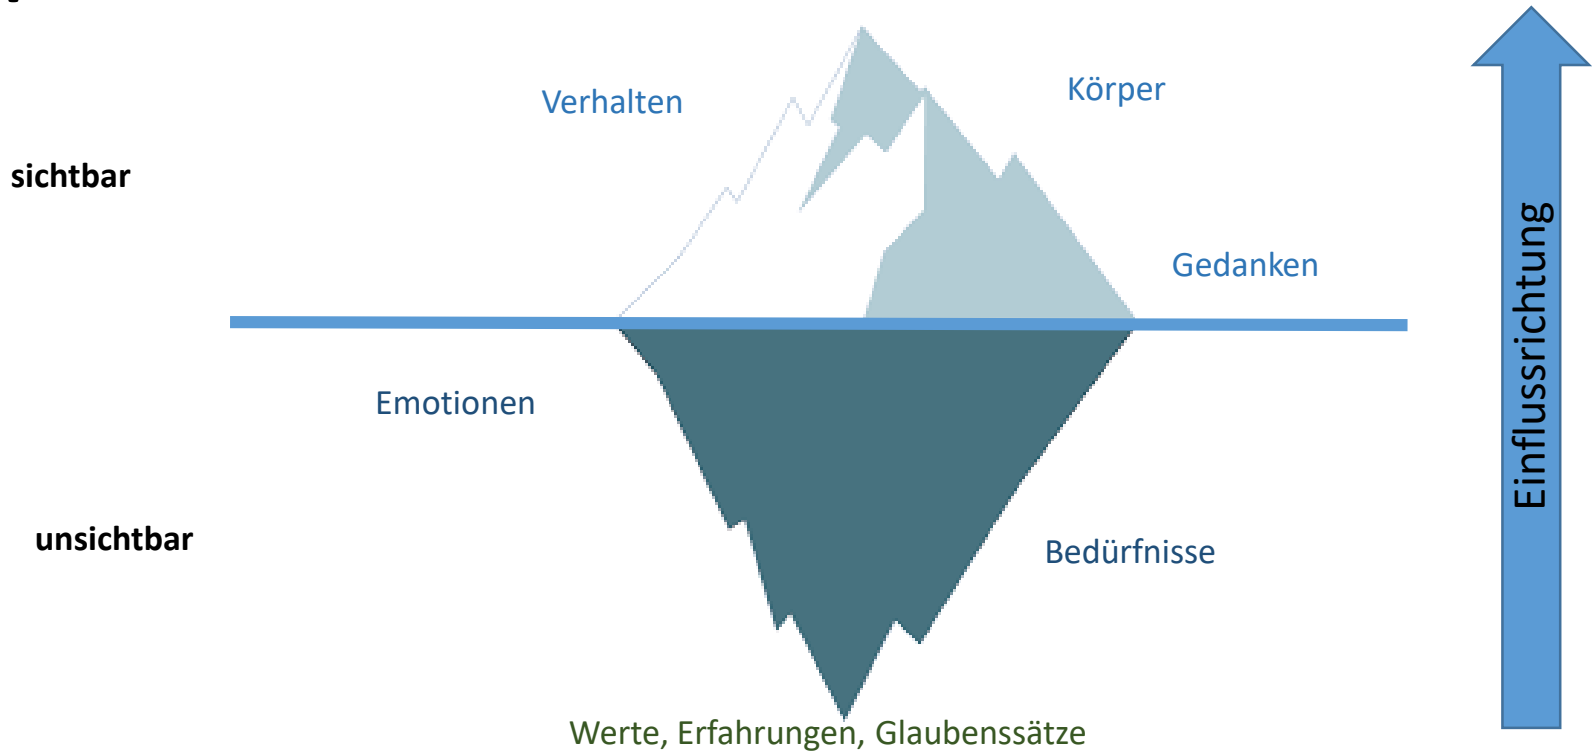 Verhalten
Körper
sichtbar
Gedanken
Einflussrichtung
Emotionen
unsichtbar
Bedürfnisse
Werte, Erfahrungen, Glaubenssätze